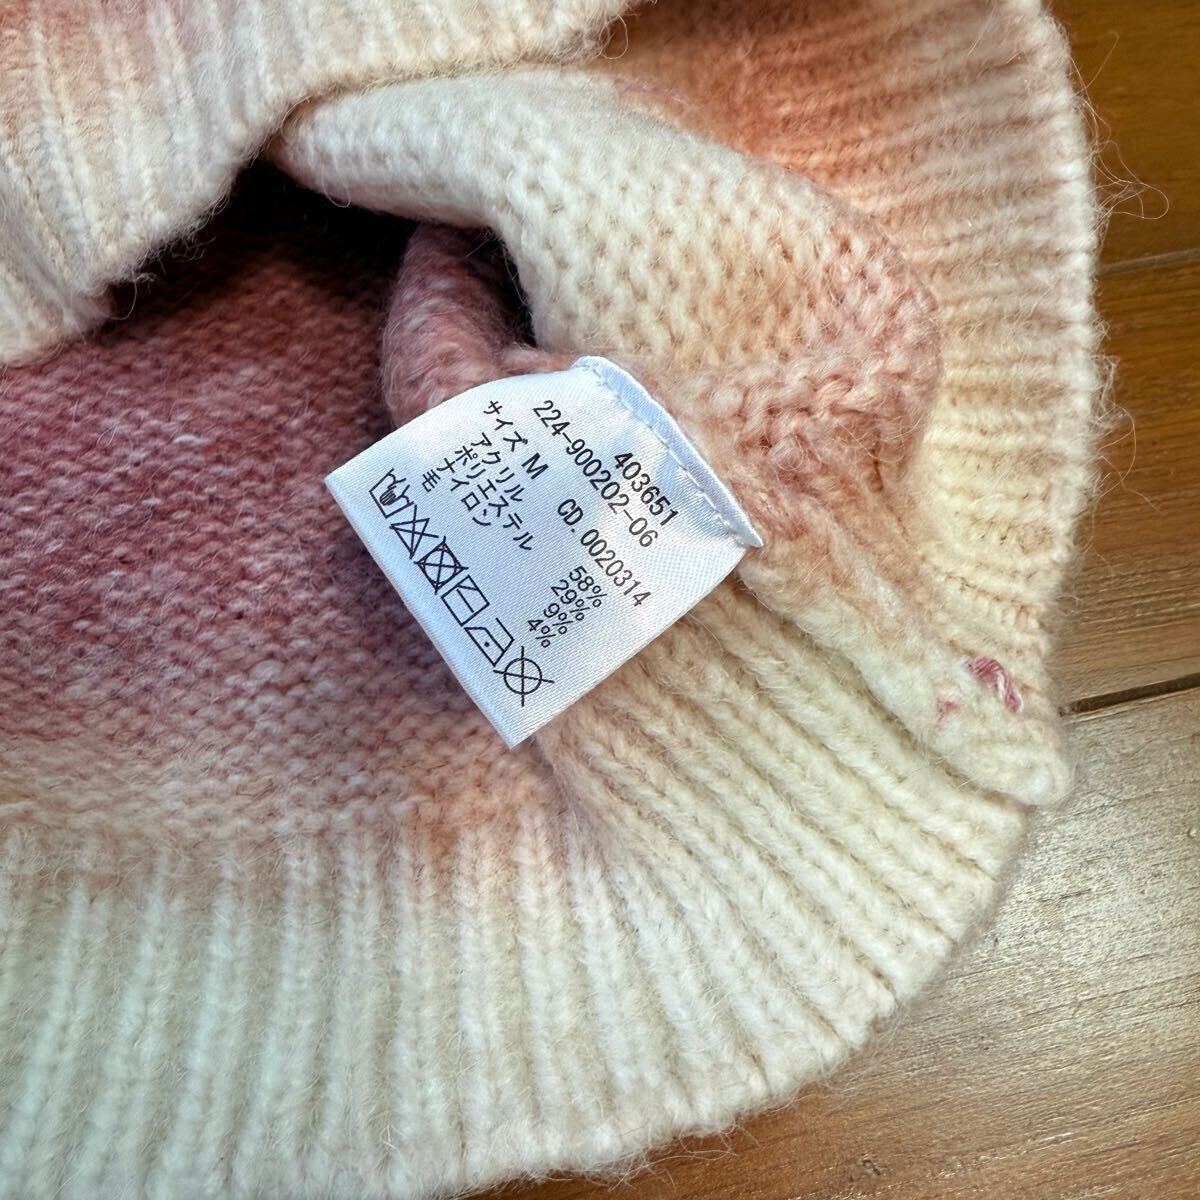 403651
224-900202-06
サイズ M CD.0020314
アクリル 58%
ポリエステル 29%
ナイロン 9%
毛 4%